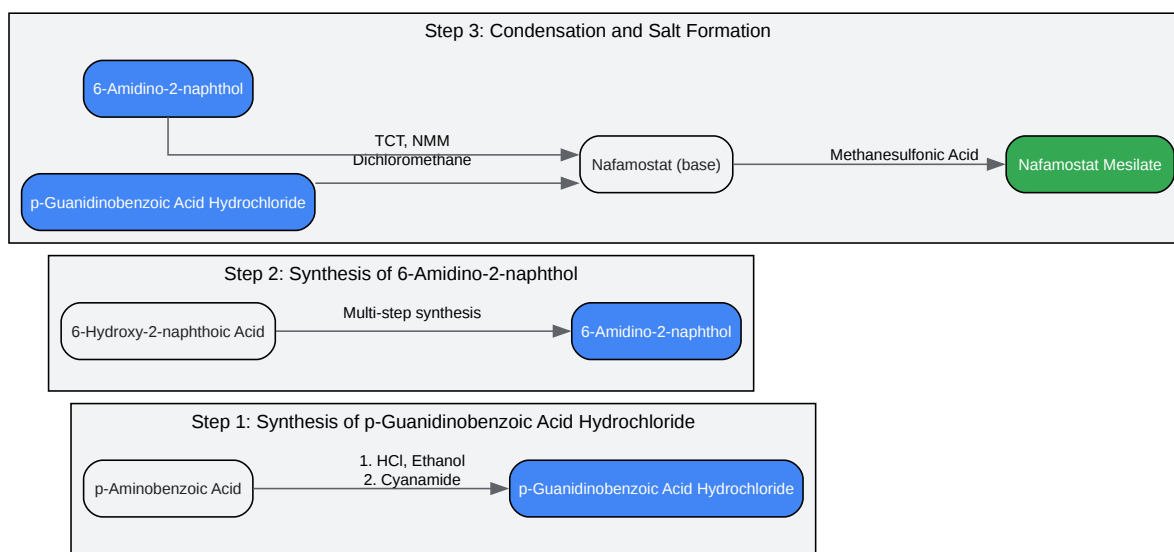 Step 3: Condensation and Salt Formation
6-Amidino-2-naphthol
TCT, NMM
Dichloromethane
p-Guanidinobenzoic Acid Hydrochloride
Nafamostat (base)
Methanesulfonic Acid
Nafamostat Mesilate
Step 2: Synthesis of 6-Amidino-2-naphthol
6-Hydroxy-2-naphthoic Acid
Multi-step synthesis
6-Amidino-2-naphthol
Step 1: Synthesis of p-Guanidinobenzoic Acid Hydrochloride
p-Aminobenzoic Acid
1. HCl, Ethanol
2. Cyanamide
p-Guanidinobenzoic Acid Hydrochloride